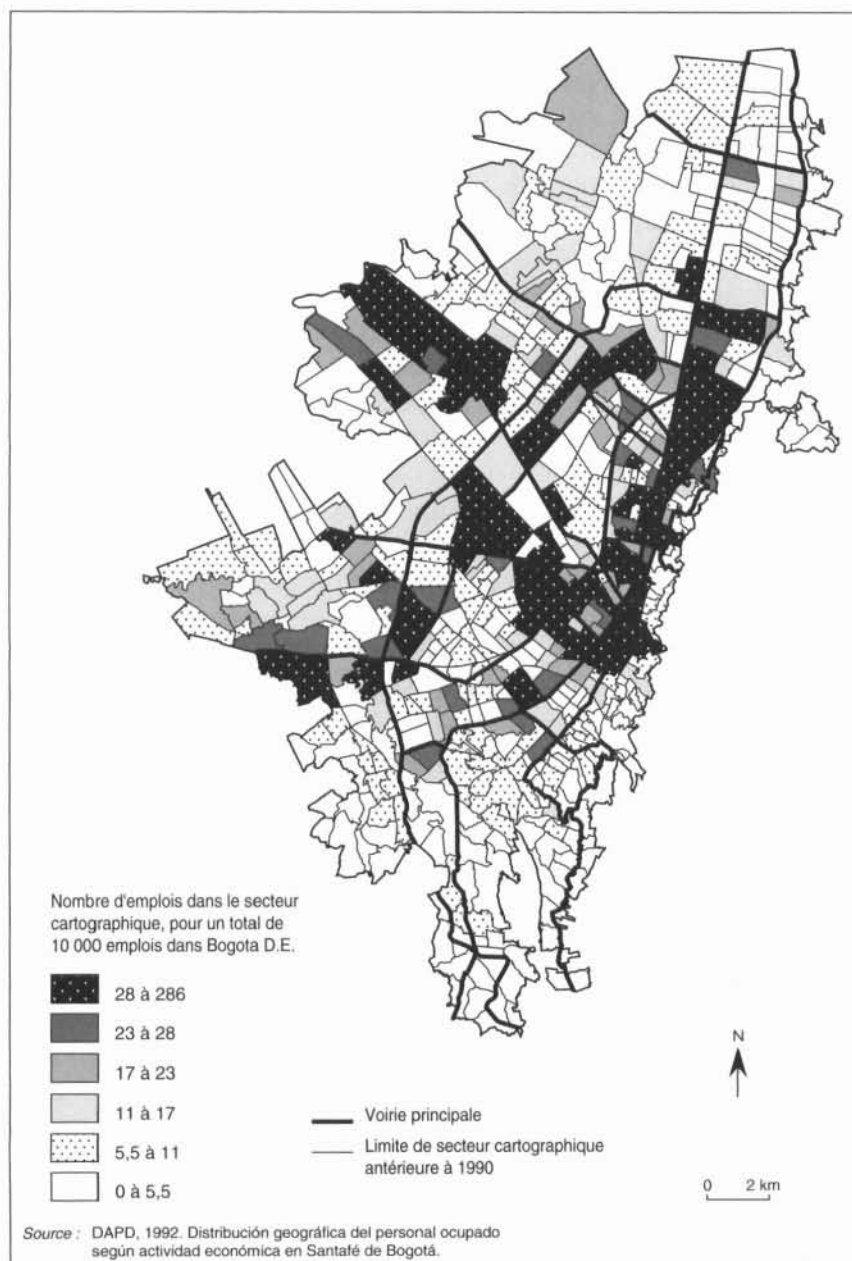 Nombre d'emplois dans le secteur
cartographique, pour un total de
10 000 emplois dans Bogota D.E.
28 à 286
23 à 28
17 à 23
11 à 17
5,5 à 11
0 à 5,5
Voirie principale
Limite de secteur cartographique
antérieure à 1990
N
0 2 km
Source : DAPD, 1992. Distribución geográfica del personal ocupado
según actividad económica en Santafé de Bogotá.